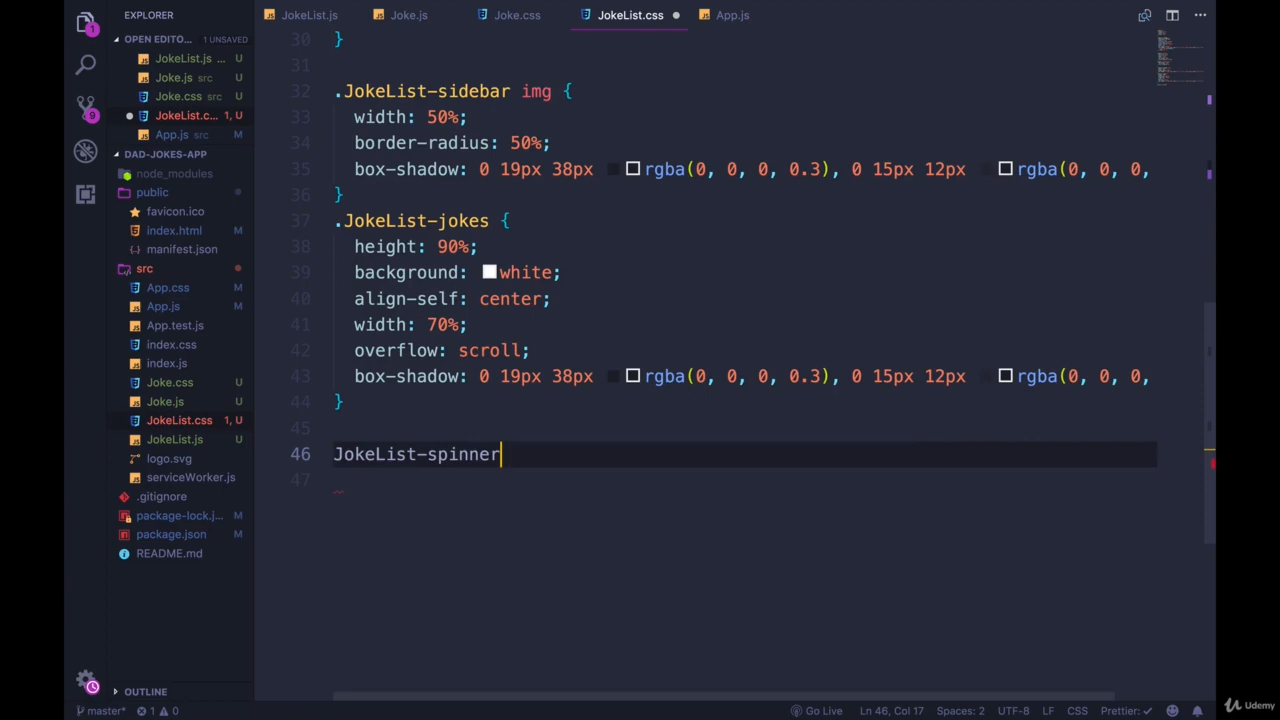 EXPLORER
JokeList.js
Joke.js
Joke.css
JokeList.css
App.js
OPEN EDITO... 1 UNSAVED
JokeList.js ... U
Joke.js src U
Joke.css src U
JokeList.c... 1, U
App.js src M
DAD-JOKES-APP
node_modules
public
favicon.ico
index.html M
manifest.json
src
App.css M
App.js M
App.test.js
index.css
index.js
Joke.css U
Joke.js U
JokeList.css 1, U
JokeList.js U
logo.svg
serviceWorker.js
.gitignore
package-lock.j... M
package.json M
README.md
OUTLINE
30 }
31
32 .JokeList-sidebar img {
33 width: 50%;
34 border-radius: 50%;
35 box-shadow: 0 19px 38px rgba(0, 0, 0, 0.3), 0 15px 12px rgba(0, 0, 0,
36 }
37 .JokeList-jokes {
38 height: 90%;
39 background: white;
40 align-self: center;
41 width: 70%;
42 overflow: scroll;
43 box-shadow: 0 19px 38px rgba(0, 0, 0, 0.3), 0 15px 12px rgba(0, 0, 0,
44 }
45
46 JokeList-spinner
47
master* 1 0 Go Live Ln 46, Col 17 Spaces: 2 UTF-8 LF CSS Prettier: ✓
Udemy